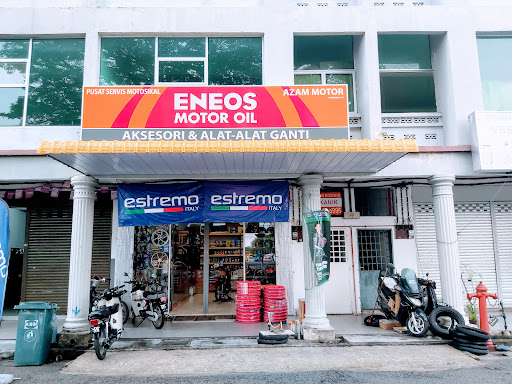 PUSAT SERVIS MOTOSIKAL
AZAM MOTOR
ENEOS
MOTOR OIL
AKSESORI & ALAT-ALAT GANTI
estremo
ITALY
estremo
ITALY